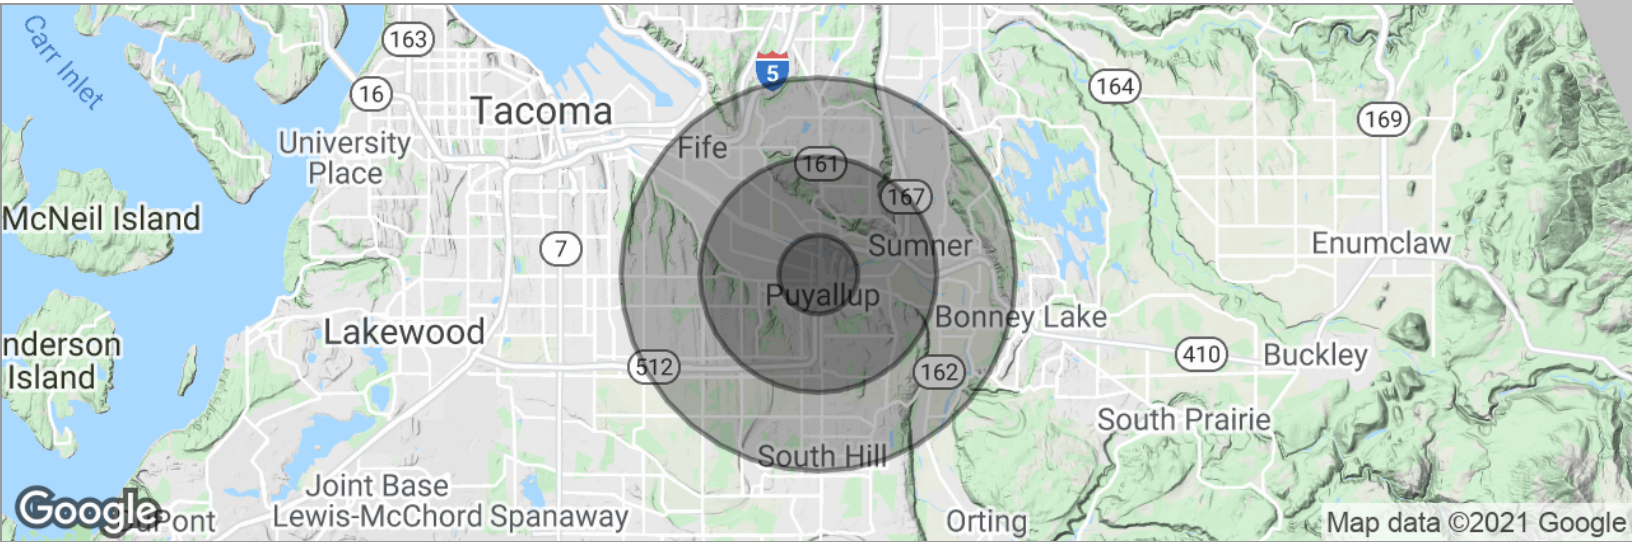 Carr Inlet
163
5
16
164
Tacoma
169
University
Place
Fife
161
167
McNeil Island
7
Sumner
Enumclaw
Puyallup
Bonney Lake
Lakewood
nderson
Island
512
162
410
Buckley
South Prairie
South Hill
Joint Base
Lewis-McChord
Spanaway
Google
Pont
Orting
Map data ©2021 Google